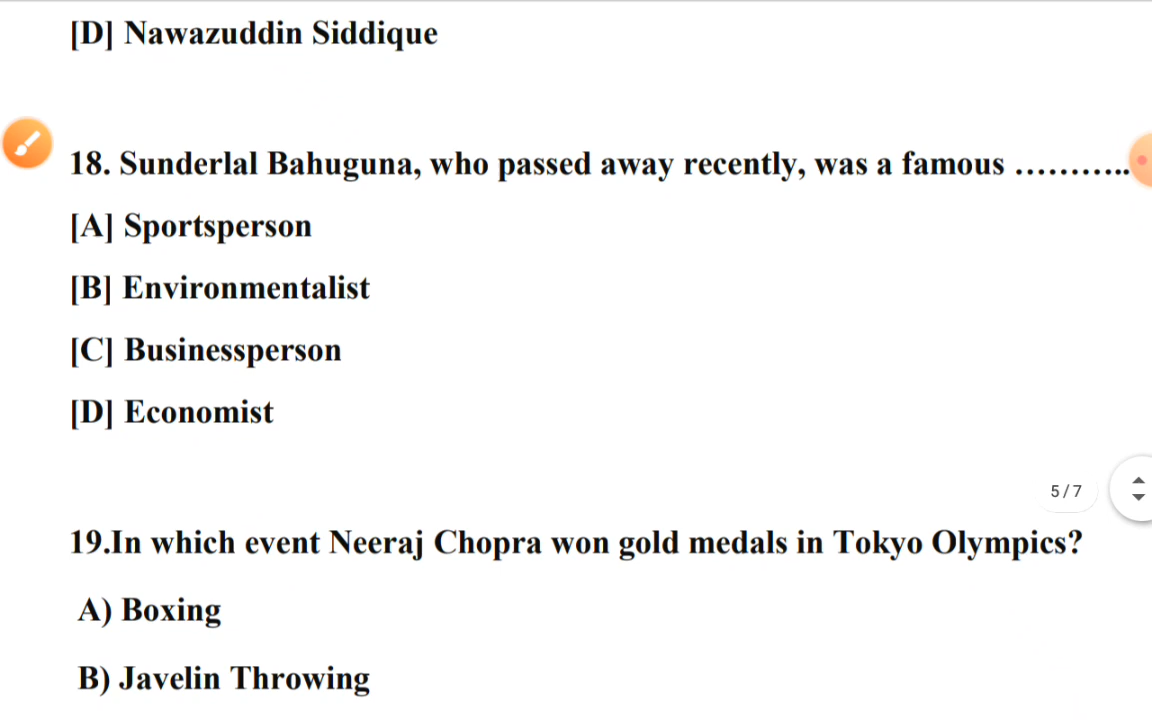 [D] Nawazuddin Siddique
18. Sunderlal Bahuguna, who passed away recently, was a famous ...........
[A] Sportsperson
[B] Environmentalist
[C] Businessperson
[D] Economist
5/7
19.In which event Neeraj Chopra won gold medals in Tokyo Olympics?
A) Boxing
B) Javelin Throwing